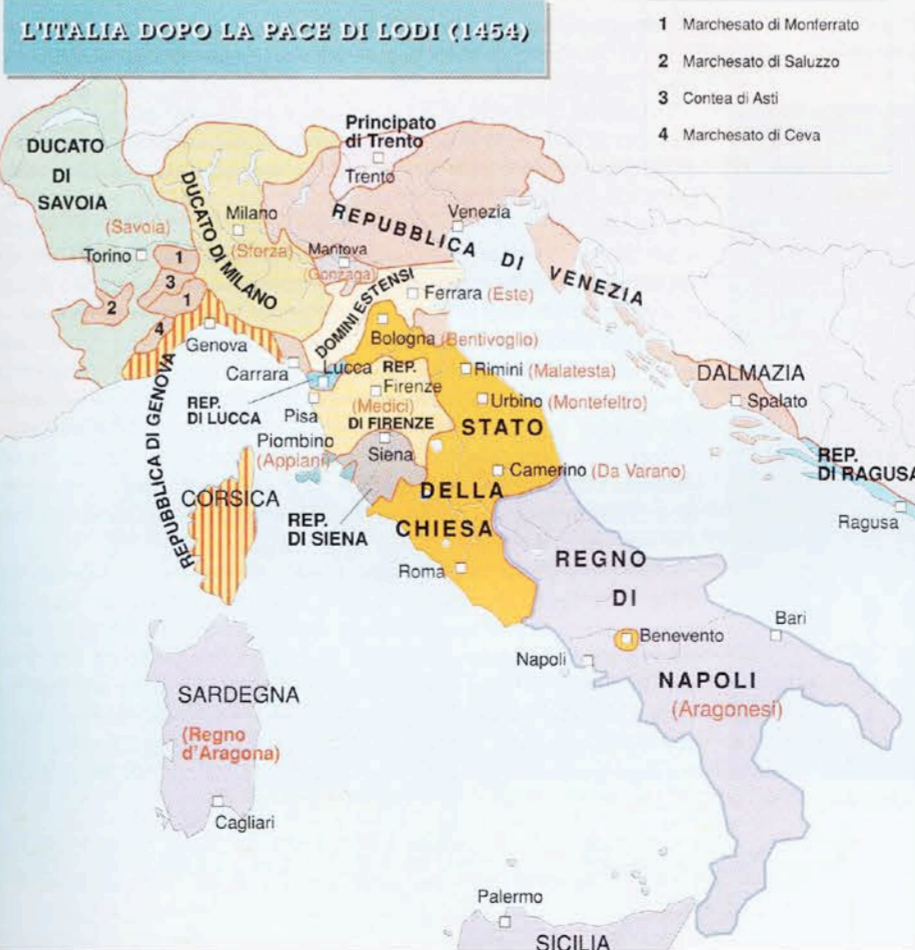 L'ITALIA DOPO LA PACE DI LODI (1454)
1 Marchesato di Monferrato
2 Marchesato di Saluzzo
3 Contea di Asti
4 Marchesato di Ceva
DUCATO
DI
SAVOIA
(Savoia)
Torino
1
3
1
2
4
DUCATO DI MILANO
Milano
(Sforza)
Principato
di Trento
Trento
REPUBBLICA DI VENEZIA
Venezia
Mantova
(Gonzaga)
DOMINI ESTENSI
Ferrara (Este)
Bologna (Bentivoglio)
Genova
REPUBBLICA DI GENOVA
Carrara
Lucca
REP.
DI LUCCA
REP.
Firenze
(Medici)
DI FIRENZE
Pisa
Piombino
(Appiani)
Siena
REP.
DI SIENA
Rimini (Malatesta)
Urbino (Montefeltro)
STATO
Camerino (Da Varano)
DELLA
CHIESA
Roma
DALMAZIA
Spalato
REP.
DI RAGUSA
Ragusa
CORSICA
REGNO
DI
Benevento
Bari
Napoli
NAPOLI
(Aragonesi)
SARDEGNA
(Regno
d'Aragona)
Cagliari
Palermo
SICILIA